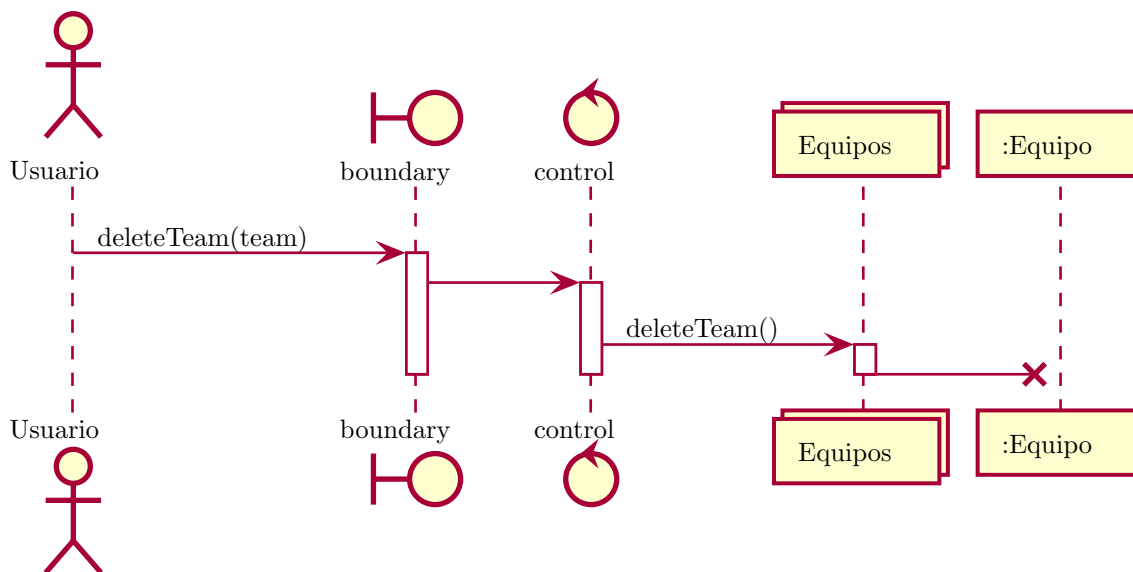 Usuario
boundary
control
Equipos
:Equipo
deleteTeam(team)
deleteTeam()
Usuario
boundary
control
Equipos
:Equipo